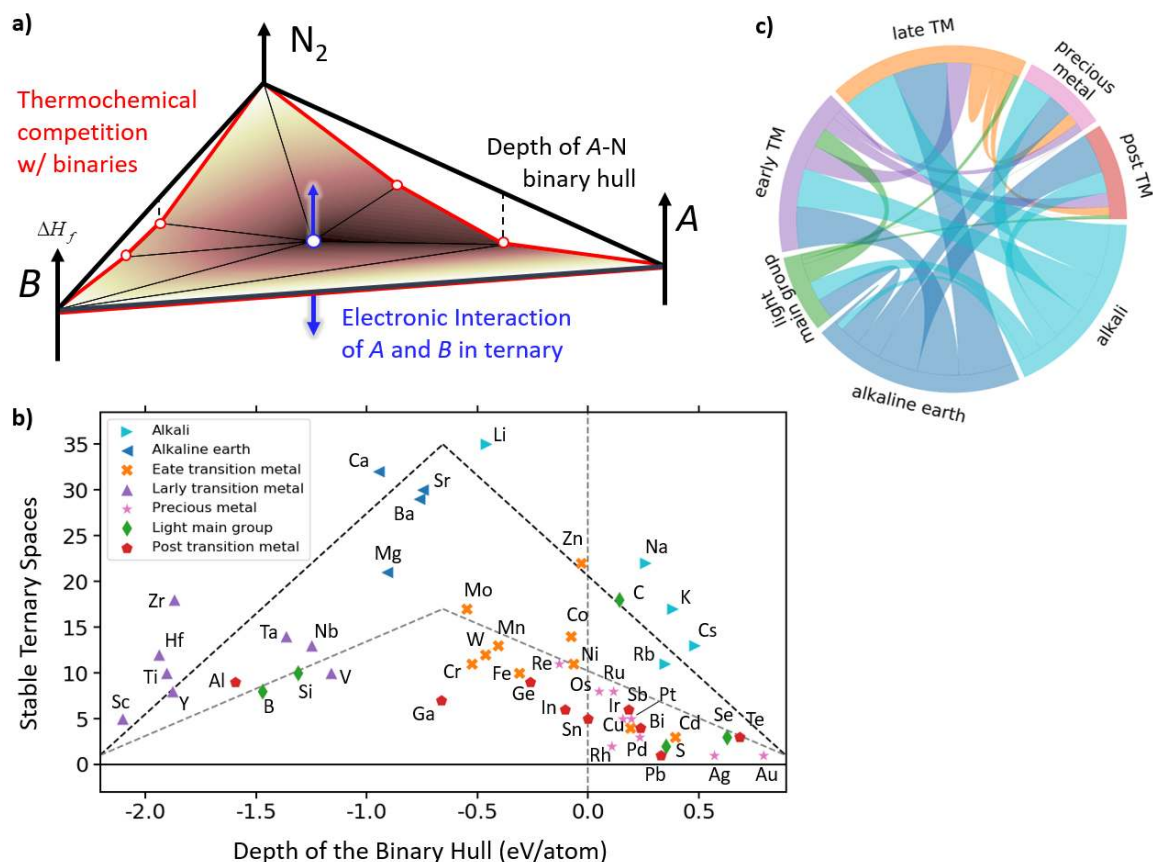 a)
N2
Thermochemical
competition
w/ binaries
Depth of A-N
binary hull
ΔHf
B
A
Electronic Interaction
of A and B in ternary
c)
late TM
precious
metal
post TM
early TM
light
main group
alkali
alkaline earth
b)
Stable Ternary Spaces
35
30
25
20
15
10
5
0
Alkali
Alkaline earth
Eate transition metal
Larly transition metal
Precious metal
Light main group
Post transition metal
Li
Ca
Sr
Ba
Mg
Zn
Na
Zr
Mo
C
K
Hf
Ta
Nb
W
Mn
Co
Cs
Ti
Al
V
Cr
Fe
Re
Ni
Rb
Sc
Y
B
Si
Ga
Ge
Os
Ru
In
Ir
Sb
Pt
Sn
Cu
Bi
Cd
Se
Te
Rh
Pd
S
Pb
Ag
Au
-2.0
-1.5
-1.0
-0.5
0.0
0.5
Depth of the Binary Hull (eV/atom)